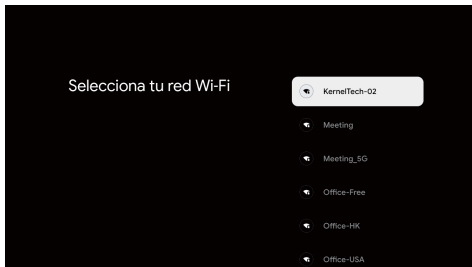 Selecciona tu red Wi-Fi
KernelTech-02
Meeting
Meeting_5G
Office-Free
Office-HK
Office-USA